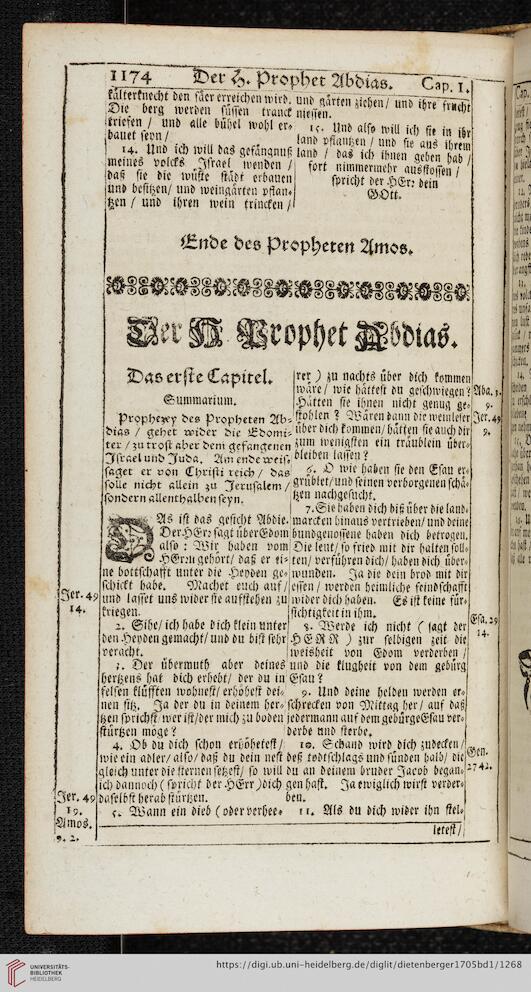 1174 Der H. Prophet Abdias. Cap. 1.
kälterknecht den säer erreichen wird.
Die berg werden süssen tranck
triefen / und alle bühel wohl er-
bauet seyn /
14. Und ich will das gefängnuß
meines volcks Israel wenden /
daß sie die wüste städt erbauen
und besitzen / und weingärten pflan-
tzen / und ihren wein trincken /
und gärten ziehen / und ihre frucht
niessen.
15. Und also will ich sie in ihr
land pflantzen / und sie aus ihrem
land / das ich ihnen geben hab /
fort nimmermehr ausstossen /
spricht der HErr dein
GOtt.
Ende des Propheten Amos.
Der H. Prophet Abdias.
Das erste Capitel.
Summarium.
Prophezey des Propheten Ab-
dias / gehet wider die Edomi-
ter / zu trost aber dem gefangenen
Israel und Juda. Am ende weis-
saget er von Christi reich / das
solle nicht allein zu Jerusalem /
sondern allenthalben seyn.
Das ist das gesicht Abdie.
Der HErr sagt über Edom
also: Wir haben vom
HErrn gehört / daß er ei-
ne bottschafft unter die Heyden ge-
schickt habe. Machet euch auf /
und lasset uns wider sie aufstehen zu
kriegen.
2. Sihe / ich habe dich klein unter
den Heyden gemacht / und du bist sehr
veracht.
3. Der übermuth aber deines
hertzens hat dich erhebt / der du in
felsen klüfften wohnest / erhöhest dei-
nen sitz. Ja der du in deinem her-
tzen sprichst / wer ist / der mich zu boden
stürtzen möge?
4. Ob du dich schon erhöhetest /
wie ein adler / also / daß du dein nest
gleich unter die sternen setzest / so will
ich dannoch (spricht der HErr) dich
daselbst herab stürtzen.
5. Wann ein dieb (oder verhee-
Jer. 49
14.
Jer. 49
19.
Amos.
9. 2.
rer) zu nachts über dich kommen
wäre / wie hättest du geschwiegen?
Hätten sie ihnen nicht genug ge-
stohlen? Wären dann die weinleser
über dich kommen / hätten sie auch dir
zum wenigsten ein träublein über-
bleiben lassen?
6. O wie haben sie den Esau er-
grüblet / und seinen verborgenen schä-
tzen nachgesucht.
7. Sie haben dich biß über die land-
marcken hinaus vertrieben / und deine
bundgenossene haben dich betrogen.
Die leut / so fried mit dir halten soll-
ten / verführen dich / haben dich über-
wunden. Ja die dein brod mit dir
essen / werden heimliche feindschafft
wider dich haben. Es ist keine für-
sichtigkeit in ihm.
8. Werde ich nicht (sagt der
HERR) zur selbigen zeit die
weisheit von Edom verderben /
und die klugheit von dem gebürg
Esau?
9. Und deine helden werden er-
schrecken von Mittag her / auf daß
jedermann auf dem gebürge Esau ver-
derbe und sterbe.
10. Schand wird dich zudecken /
deß todtschlags und sünden halb / die
du an deinem bruder Jacob began-
gen hast. Ja ewiglich wirst verder-
ben.
11. Als du dich wider ihn stel-
letest /
Aba. 1.
9.
Jer. 49
9.
Esa. 29
14.
Gen.
27 42.
UNIVERSITÄTS-
BIBLIOTHEK
HEIDELBERG
https://digi.ub.uni-heidelberg.de/diglit/dietenberger1705bd1/1268